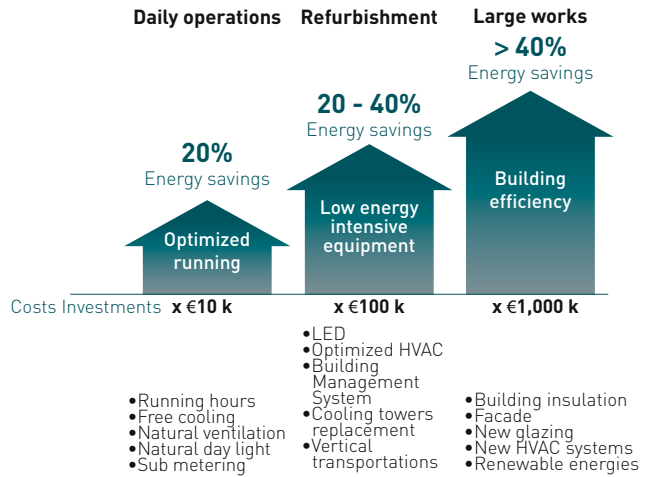 Daily operations
20%
Energy savings
Optimized
running
Refurbishment
20 - 40%
Energy savings
Low energy
intensive
equipment
Large works
> 40%
Energy savings
Building
efficiency
Costs Investments x €10 k x €100 k x €1,000 k
•Running hours
•Free cooling
•Natural ventilation
•Natural day light
•Sub metering
•LED
•Optimized HVAC
•Building
Management
System
•Cooling towers
replacement
•Vertical
transportations
•Building insulation
•Facade
•New glazing
•New HVAC systems
•Renewable energies